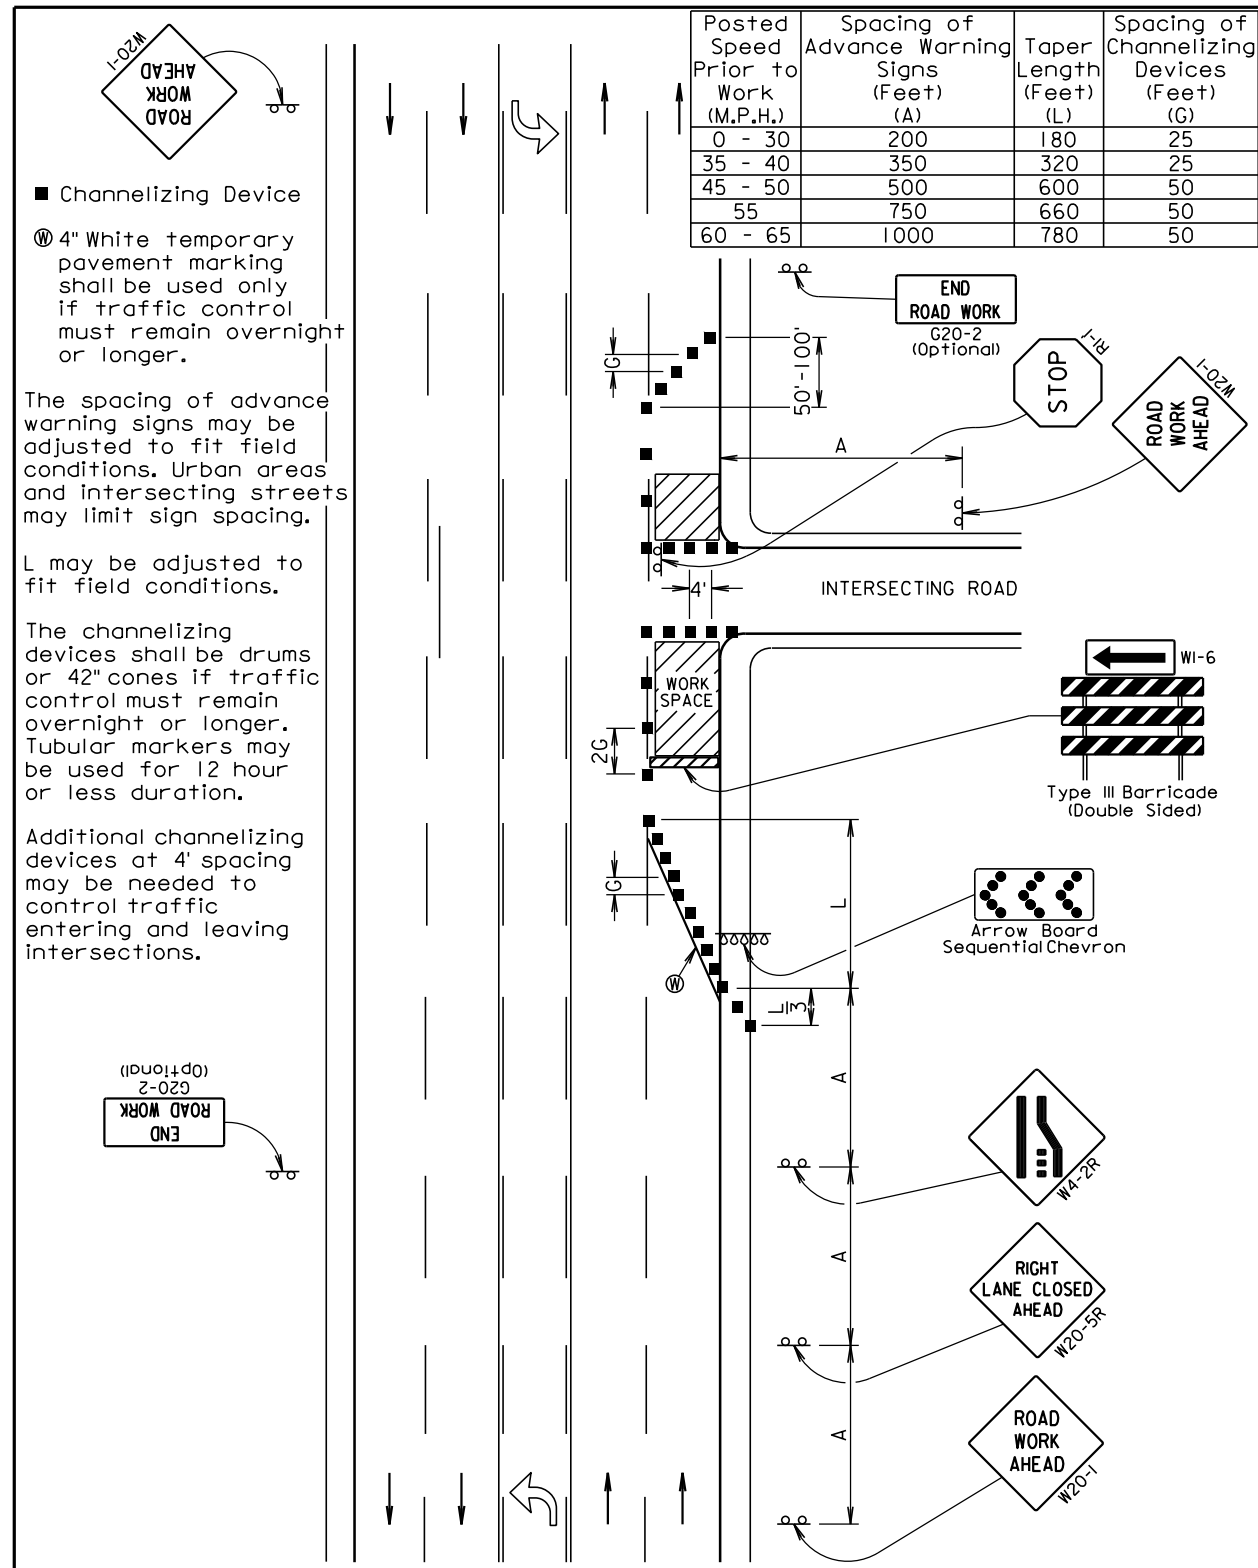 W20-1
ROAD
WORK
AHEAD
Channelizing Device
W 4" White temporary
pavement marking
shall be used only
if traffic control
must remain overnight
or longer.
The spacing of advance
warning signs may be
adjusted to fit field
conditions. Urban areas
and intersecting streets
may limit sign spacing.
L may be adjusted to
fit field conditions.
The channelizing
devices shall be drums
or 42" cones if traffic
control must remain
overnight or longer.
Tubular markers may
be used for 12 hour
or less duration.
Additional channelizing
devices at 4' spacing
may be needed to
control traffic
entering and leaving
intersections.
END
ROAD WORK
G20-2
(Optional)
Posted Speed Prior to Work (M.P.H.) Spacing of Advance Warning Signs (Feet) (A) Taper Length (Feet) (L) Spacing of Channelizing Devices (Feet) (G)
0 - 30 200 180 25
35 - 40 350 320 25
45 - 50 500 600 50
55 750 660 50
60 - 65 1000 780 50
END
ROAD WORK
G20-2
(Optional)
G
50'-100'
STOP
R1-1
W20-1
ROAD
WORK
AHEAD
A
4'
INTERSECTING ROAD
WORK
SPACE
2G
W1-6
Type III Barricade
(Double Sided)
G
L
W
L
3
Arrow Board
Sequential Chevron
A
W4-2R
A
RIGHT
LANE CLOSED
AHEAD
W20-5R
A
ROAD
WORK
AHEAD
W20-1